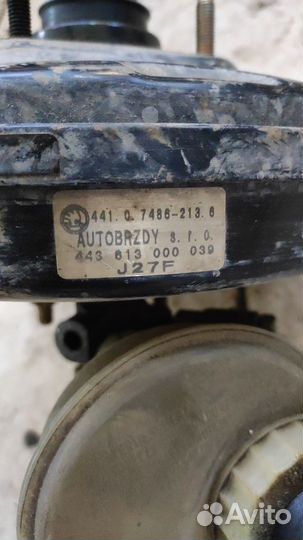 441.0.7486-213.6
AUTOBRZDY s.r.o.
443 613 000 039
J27F
Avito